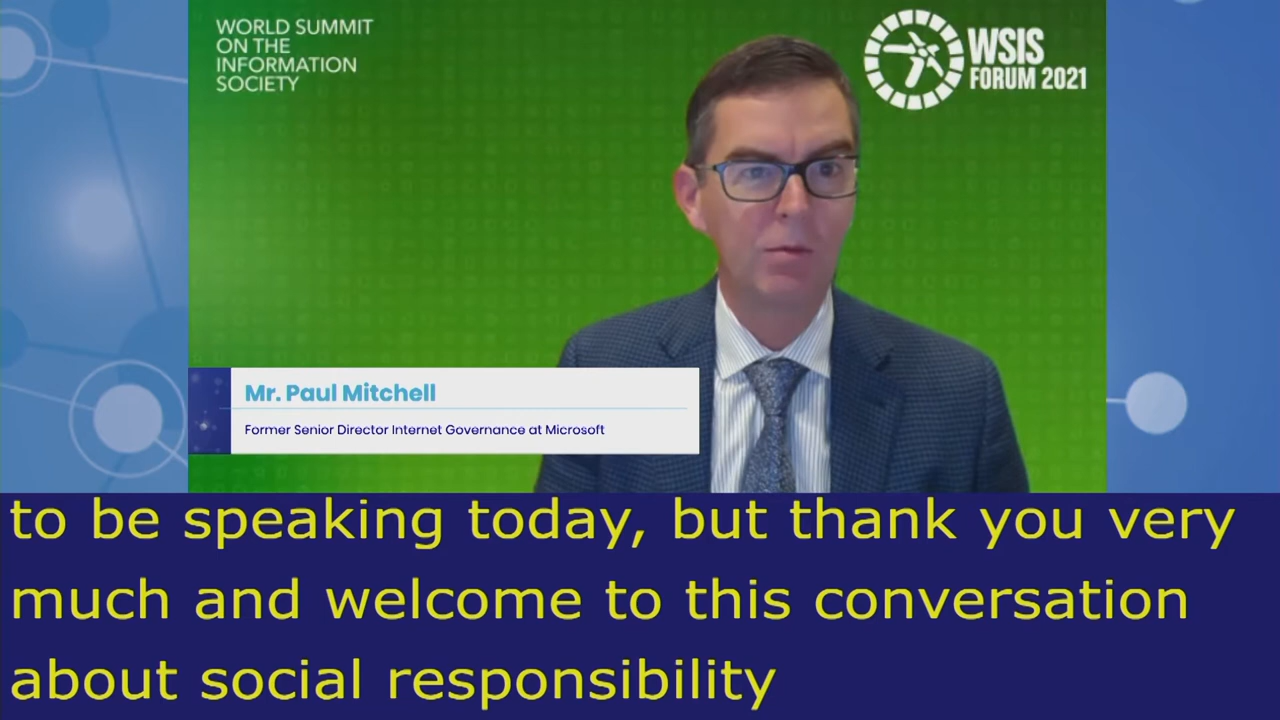 WORLD SUMMIT
ON THE
INFORMATION
SOCIETY
WSIS
FORUM 2021
Mr. Paul Mitchell
Former Senior Director Internet Governance at Microsoft
to be speaking today, but thank you very
much and welcome to this conversation
about social responsibility